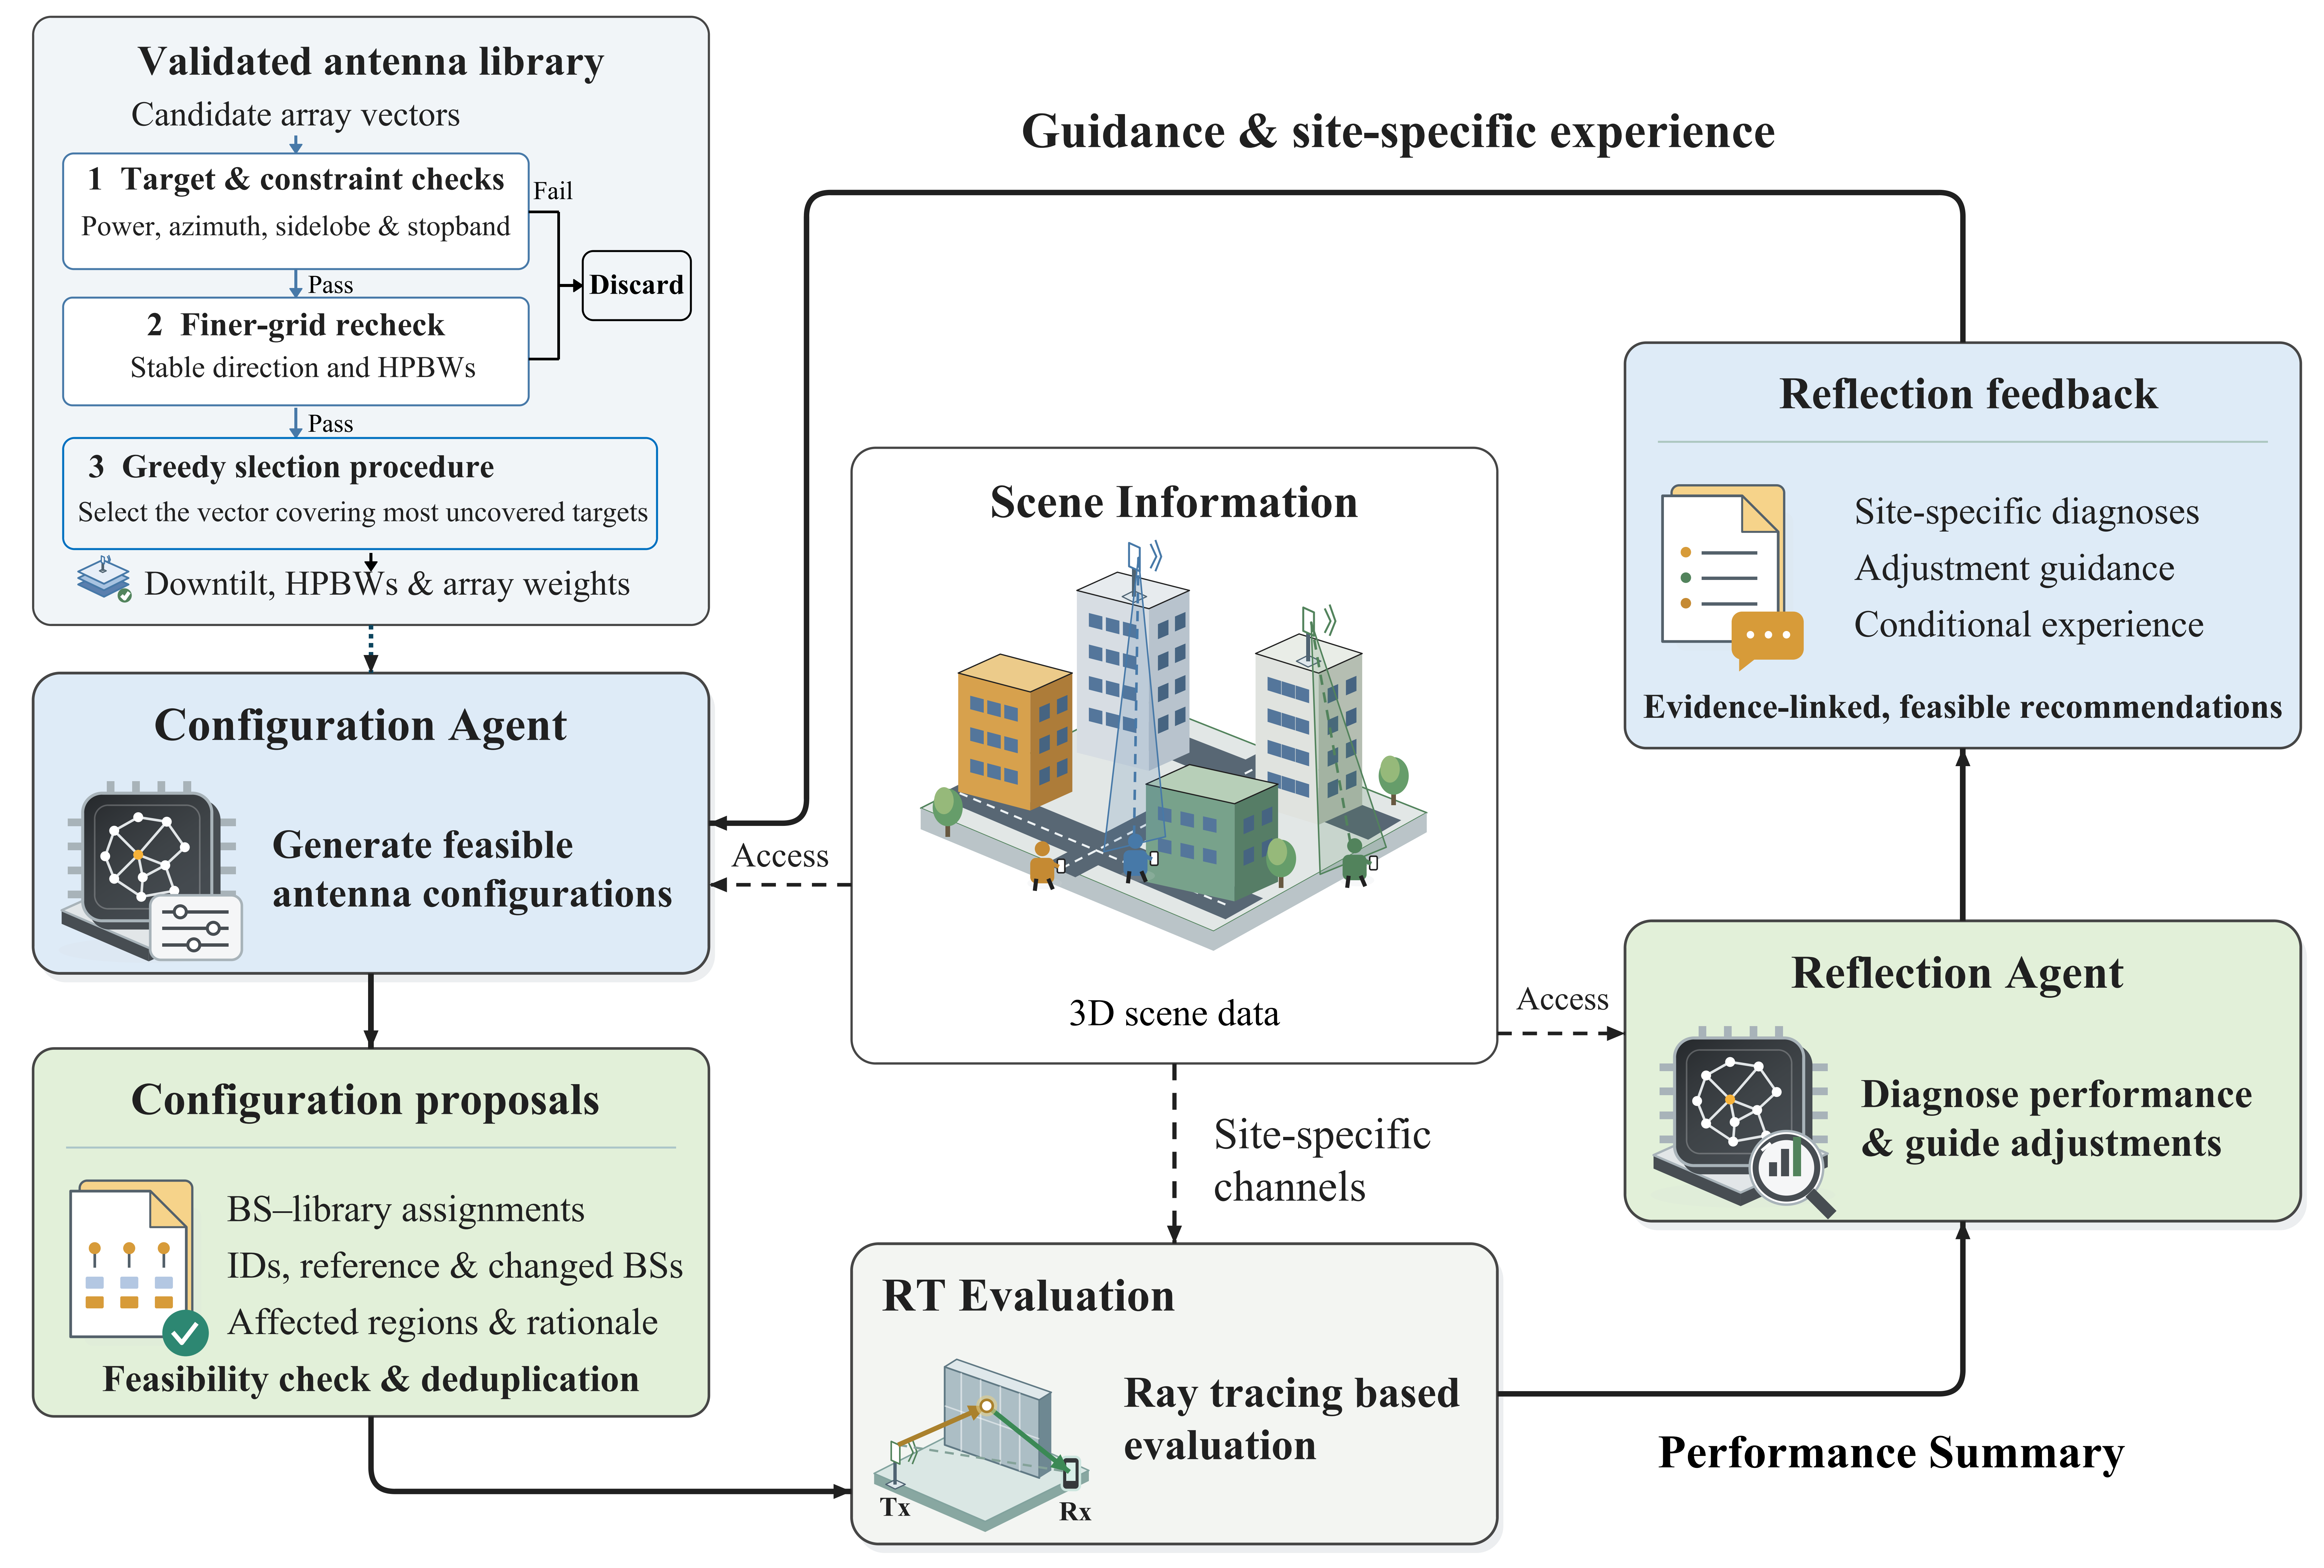 Validated antenna library
Candidate array vectors
1 Target & constraint checks
Power, azimuth, sidelobe & stopband
Fail
Discard
Pass
2 Finer-grid recheck
Stable direction and HPBWs
Pass
3 Greedy slection procedure
Select the vector covering most uncovered targets
Downtilt, HPBWs & array weights
Configuration Agent
Generate feasible
antenna configurations
Configuration proposals
BS–library assignments
IDs, reference & changed BSs
Affected regions & rationale
Feasibility check & deduplication
Guidance & site-specific experience
Scene Information
3D scene data
Access
Access
Site-specific
channels
RT Evaluation
Ray tracing based
evaluation
Tx
Rx
Reflection feedback
Site-specific diagnoses
Adjustment guidance
Conditional experience
Evidence-linked, feasible recommendations
Reflection Agent
Diagnose performance
& guide adjustments
Performance Summary